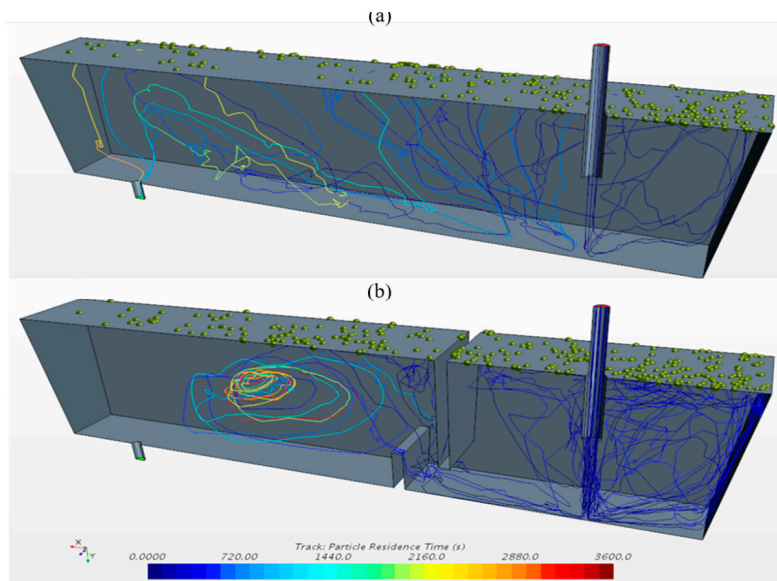 (a)
(b)
X
Z
Y
Track: Particle Residence Time (s)
0.0000 720.00 1440.0 2160.0 2880.0 3600.0